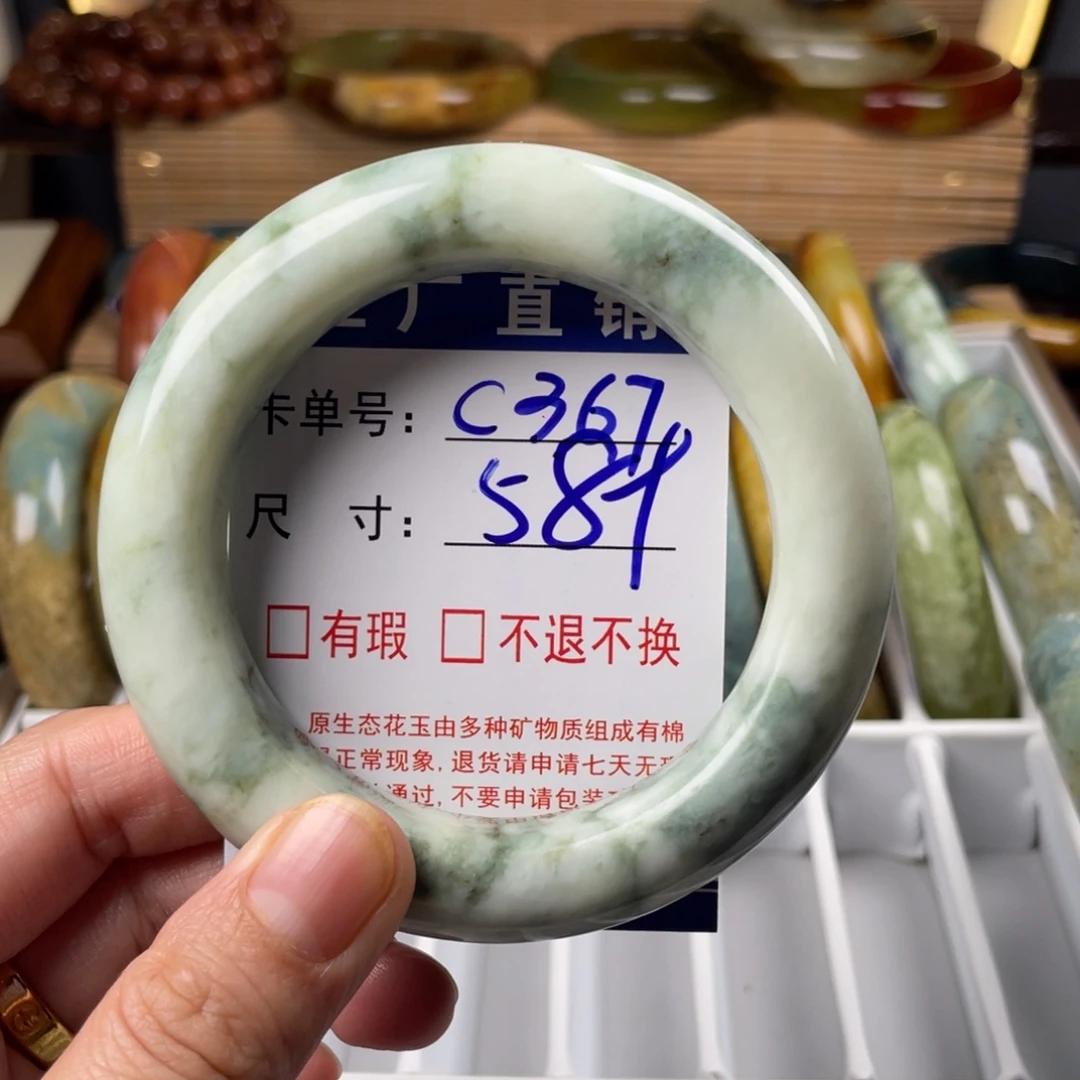 厂直销
卡单号: C367
尺 寸: 584
□有瑕 □不退不换
原生态花玉由多种矿物质组成有棉
正常现象,退货请申请七天无
通过,不要申请包装